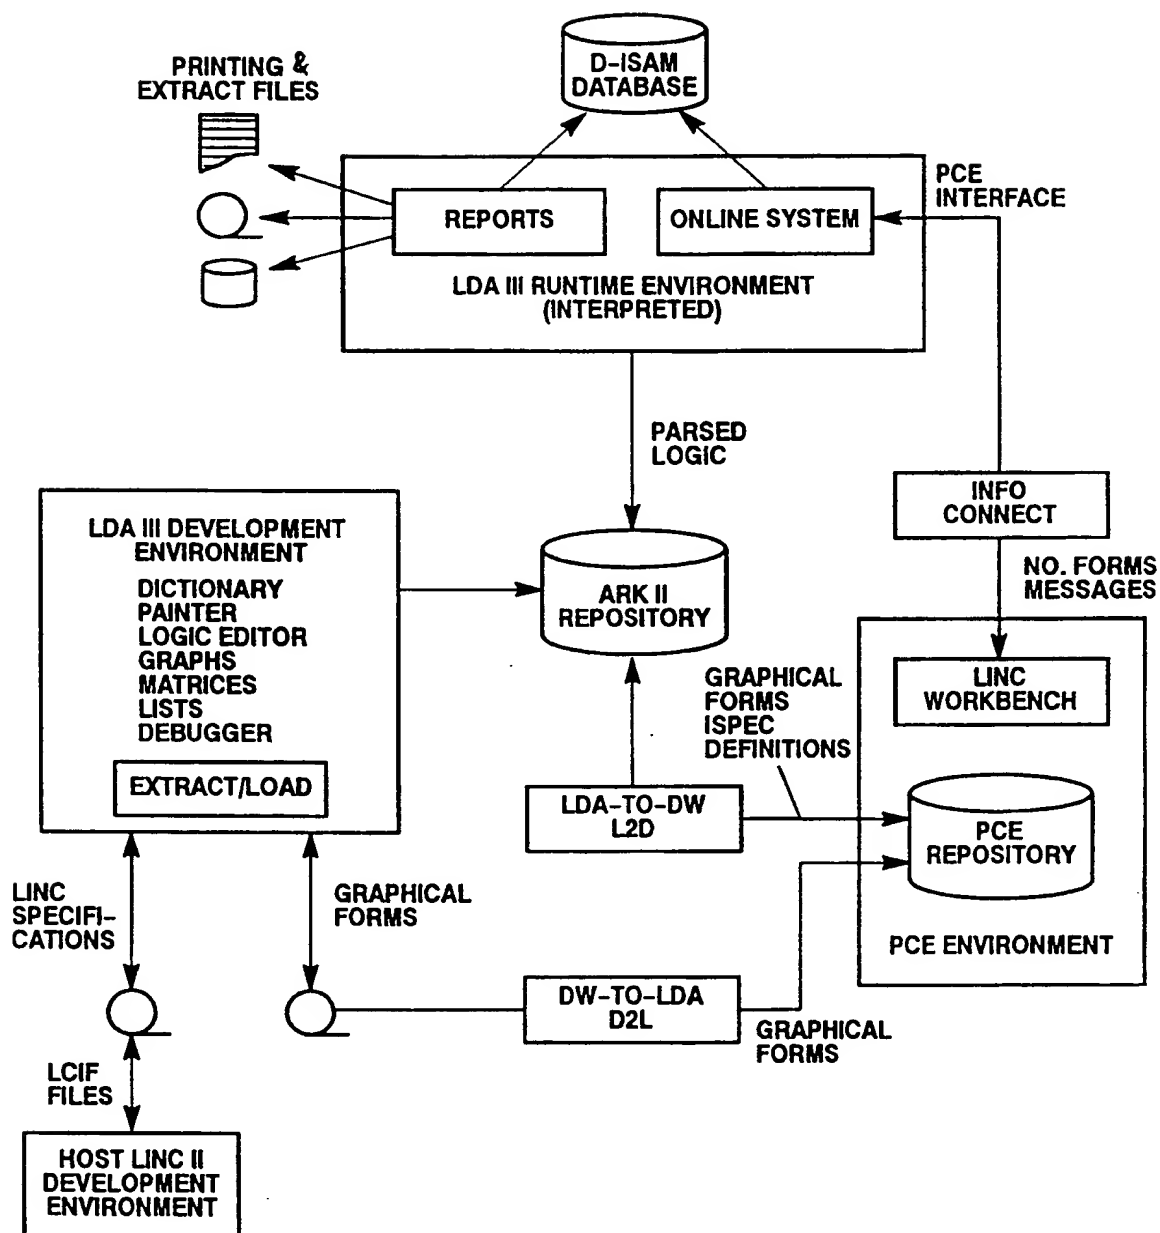 PRINTING &
EXTRACT FILES
D-ISAM
DATABASE
PCE
INTERFACE
REPORTS
ONLINE SYSTEM
LDA III RUNTIME ENVIRONMENT
(INTERPRETED)
PARSED
LOGIC
INFO
CONNECT
NO. FORMS
MESSAGES
LDA III DEVELOPMENT
ENVIRONMENT
DICTIONARY
PAINTER
LOGIC EDITOR
GRAPHS
MATRICES
LISTS
DEBUGGER
EXTRACT/LOAD
ARK II
REPOSITORY
GRAPHICAL
FORMS
ISPEC
DEFINITIONS
LINC
WORKBENCH
LDA-TO-DW
L2D
PCE
REPOSITORY
PCE ENVIRONMENT
LINC
SPECIFI-
CATIONS
GRAPHICAL
FORMS
DW-TO-LDA
D2L
GRAPHICAL
FORMS
LCIF
FILES
HOST LINC II
DEVELOPMENT
ENVIRONMENT